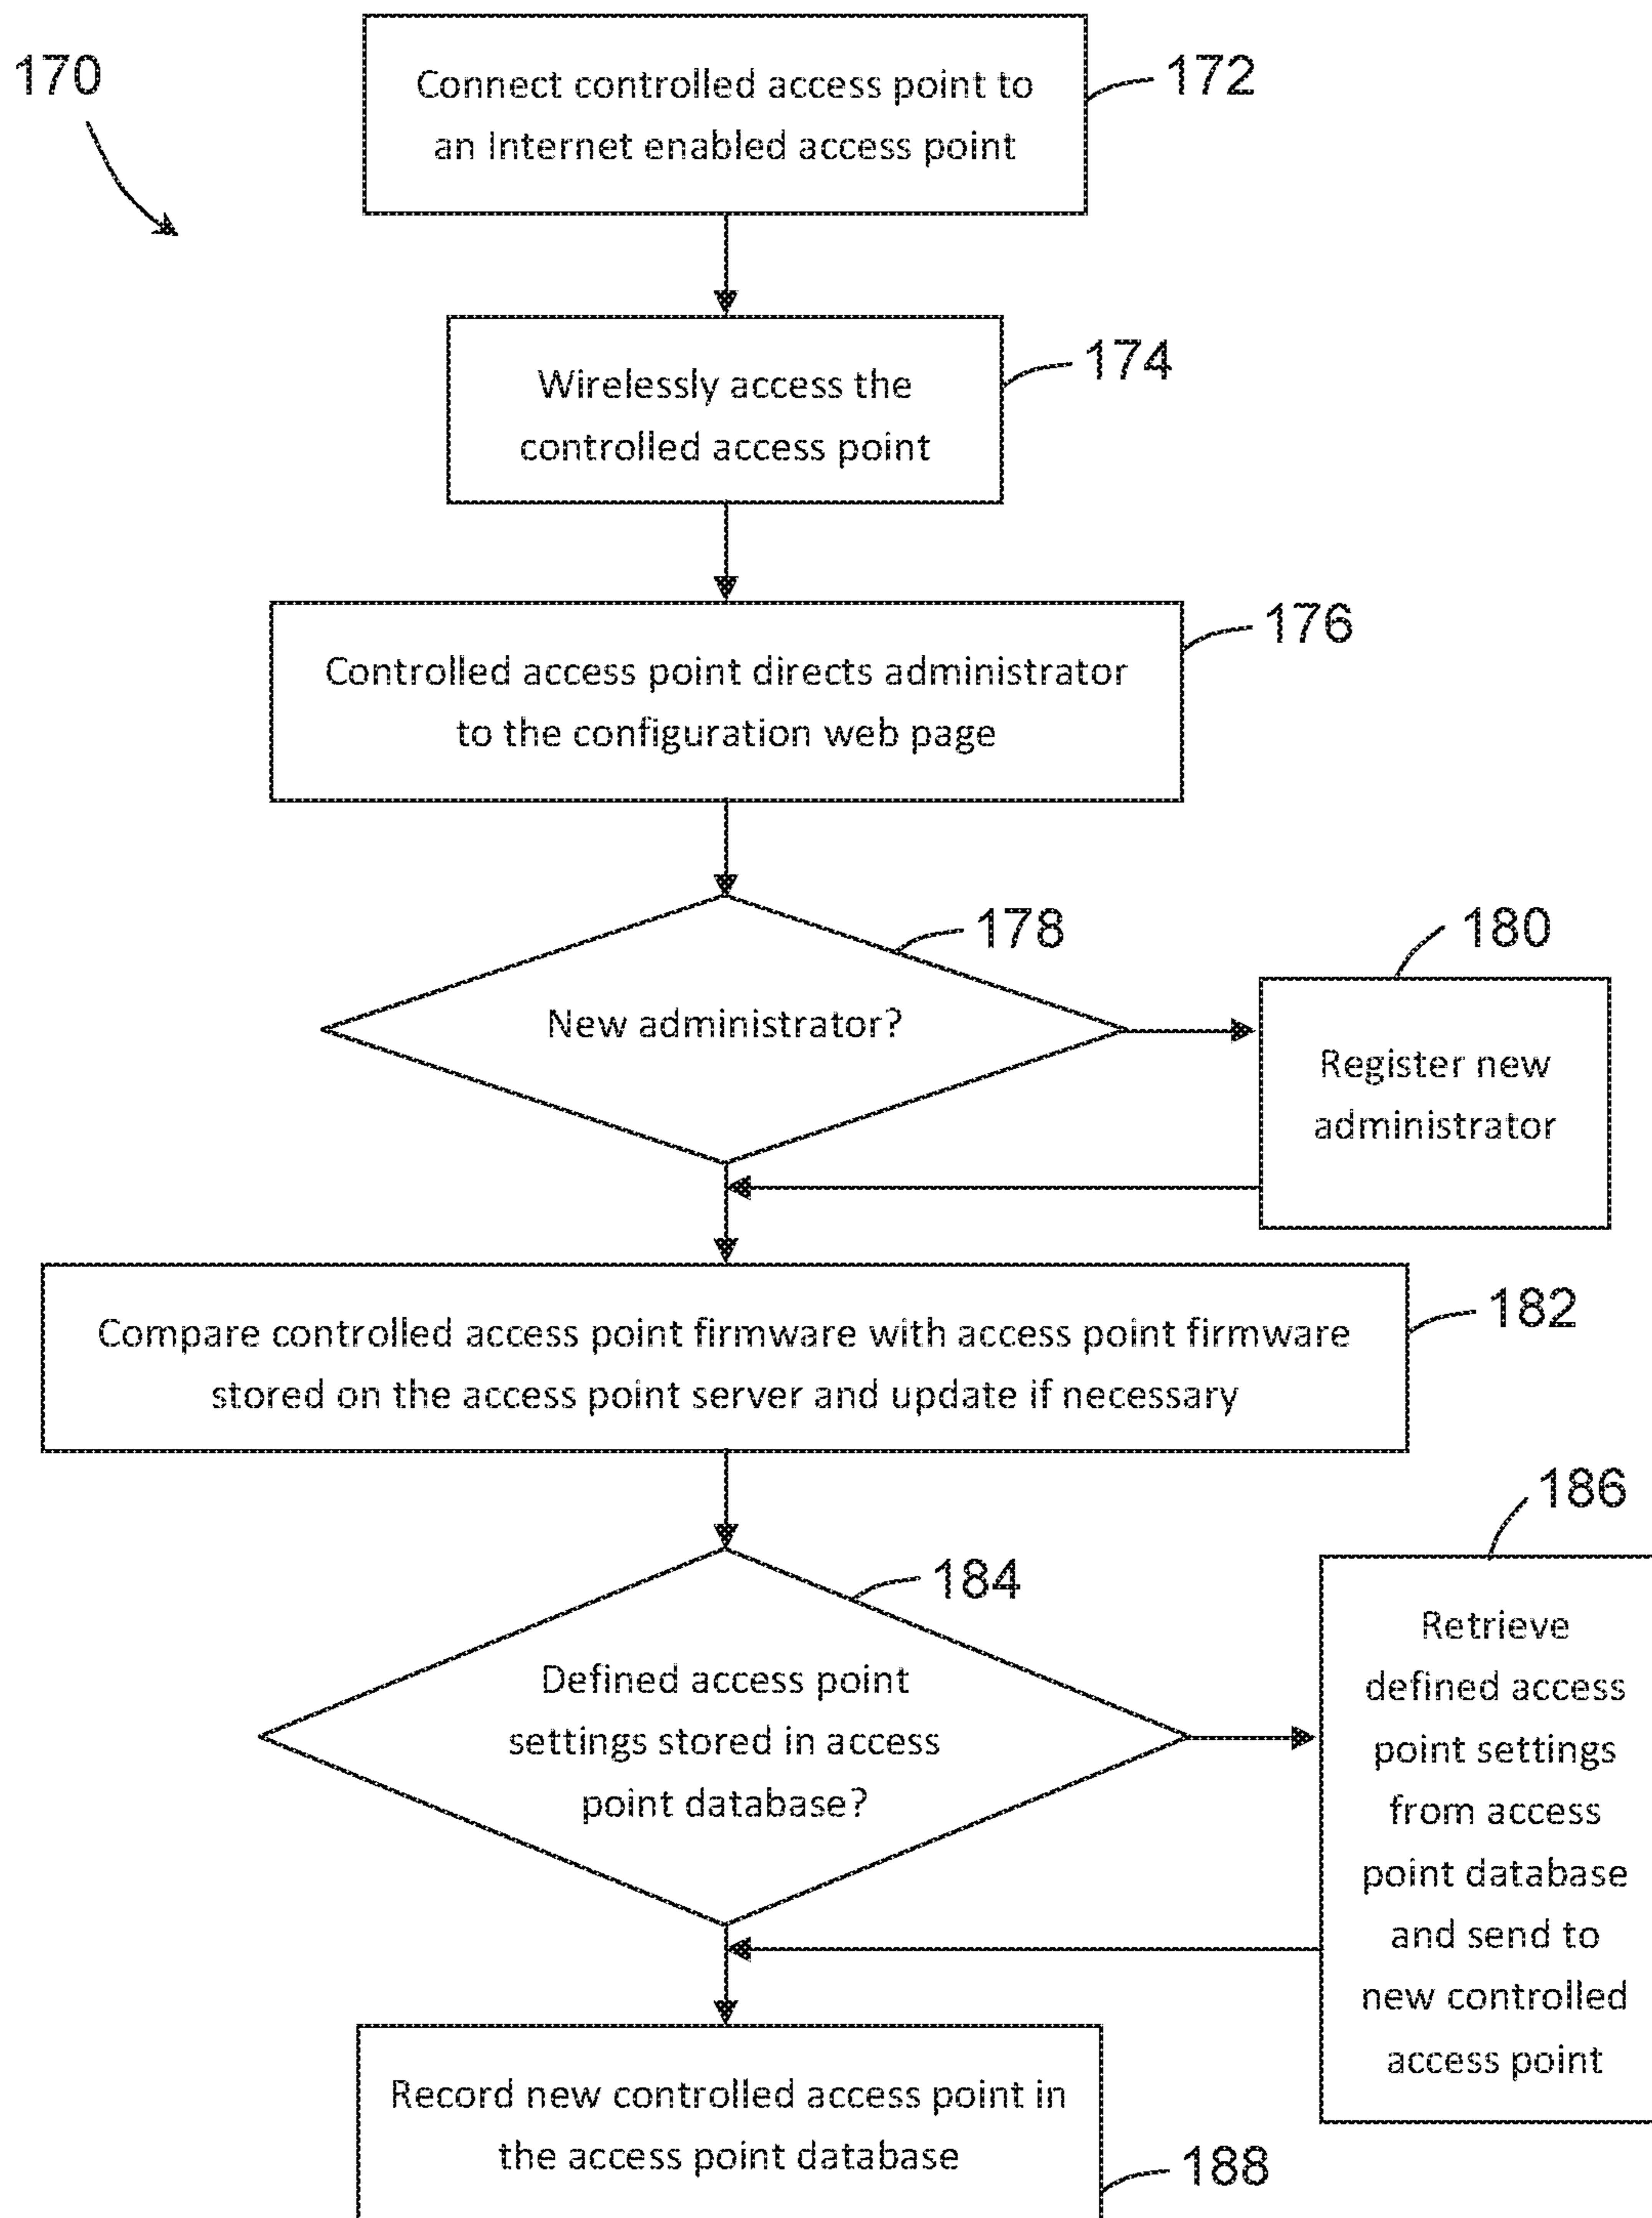 170
Connect controlled access point to
an Internet enabled access point
172
Wirelessly access the
controlled access point
174
Controlled access point directs administrator
to the configuration web page
176
New administrator?
178
180
Register new
administrator
Compare controlled access point firmware with access point firmware
stored on the access point server and update if necessary
182
Defined access point
settings stored in access
point database?
184
186
Retrieve
defined access
point settings
from access
point database
and send to
new controlled
access point
Record new controlled access point in
the access point database
188